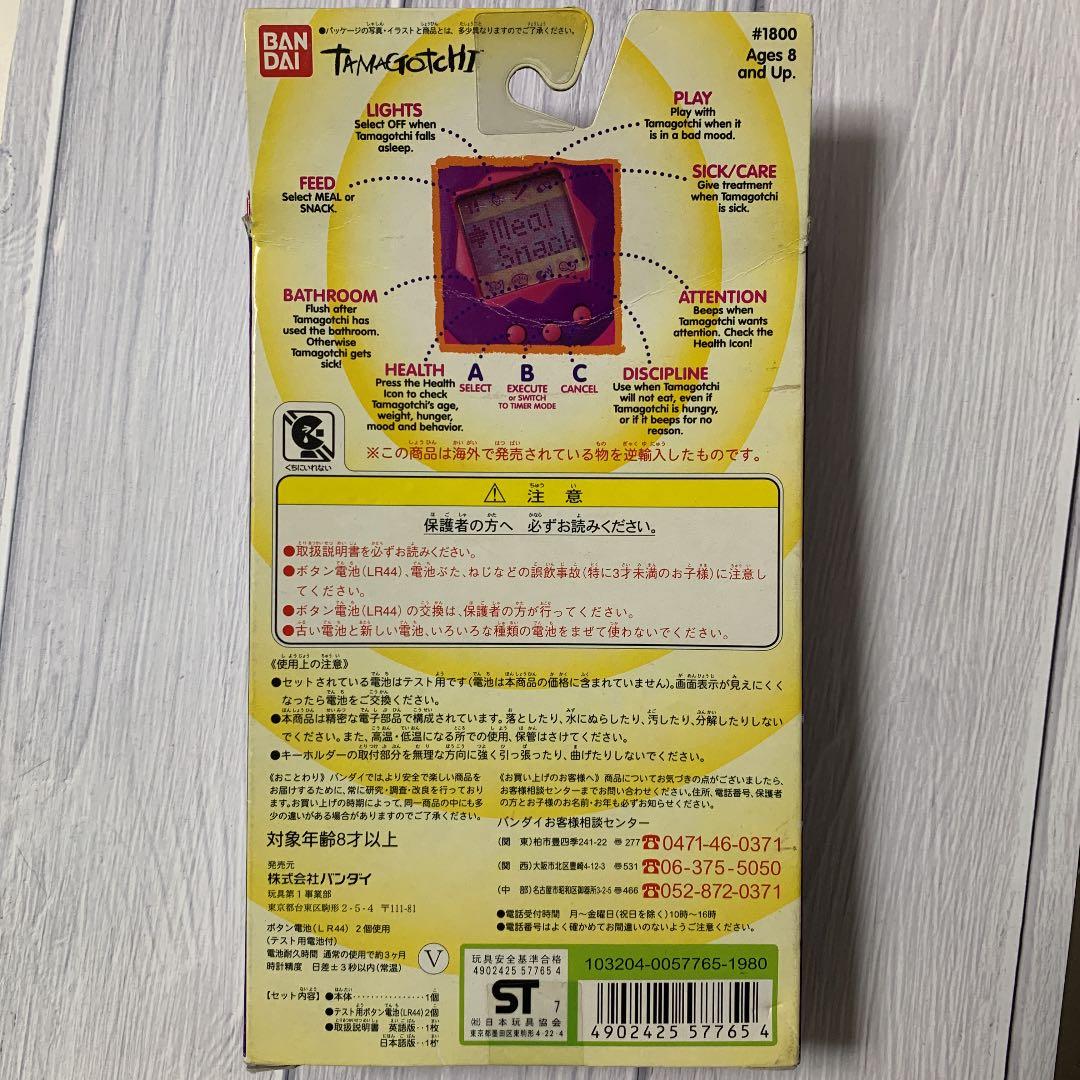 ●パッケージの写真・イラストと商品とは、多少異なりますのでご了承ください。
BAN
DAI
TAMAGOTCHI
#1800
Ages 8
and Up.
LIGHTS
Select OFF when
Tamagotchi falls
asleep.
PLAY
Play with
Tamagotchi when it
is in a bad mood.
FEED
Select MEAL or
SNACK.
SICK/CARE
Give treatment
when Tamagotchi
is sick.
Meal
Snack
BATHROOM
Flush after
Tamagotchi has
used the bathroom.
Otherwise
Tamagotchi gets
sick!
ATTENTION
Beeps when
Tamagotchi wants
attention. Check the
Health Icon!
HEALTH
Press the Health
Icon to check
Tamagotchi's age,
weight, hunger,
mood and behavior.
A
SELECT
B
EXECUTE
or SWITCH
TO TIMER MODE
C
CANCEL
DISCIPLINE
Use when Tamagotchi
will not eat, even if
Tamagotchi is hungry,
or if it beeps for no
reason.
くちにいれない
※この商品は海外で発売されている物を逆輸入したものです。
注意
保護者の方へ 必ずお読みください。
●取扱説明書を必ずお読みください。
●ボタン電池(LR44)、電池ぶた、ねじなどの誤飲事故(特に3才未満のお子様)に注意し
てください。
●ボタン電池(LR44)の交換は、保護者の方が行ってください。
●古い電池と新しい電池、いろいろな種類の電池をまぜて使わないでください。
《使用上の注意》
●セットされている電池はテスト用です(電池は本商品の価格に含まれていません)。画面表示が見えにくく
なったら電池をご交換ください。
●本商品は精密な電子部品で構成されています。落としたり、水にぬらしたり、汚したり、分解したりしない
でください。また、高温・低温になる所での使用、保管はさけてください。
●キーホルダーの取付部分を無理な方向に強く引っ張ったり、曲げたりしないでください。
《おことわり》バンダイでは、より安全で楽しい商品を
お届けするために、常に研究・調査・改良を行っており
ます。お買い上げの時期によって、同一商品の中にも多
少の違いがある場合がありますのでご了承ください。
《お買い上げのお客様へ》商品についてお気づきの点がございましたら、
お客様相談センターまでお問い合わせください。住所、電話番号、保護者
の方とお子様のお名前・お年も必ずお知らせください。
バンダイお客様相談センター
(関 東)柏市豊四季241-22 〠277 ☎0471-46-0371
(関 西)大阪市北区豊崎4-12-3 〠531 ☎06-375-5050
(中 部)名古屋市昭和区御器所3-2-5 〠466 ☎052-872-0371
●電話受付時間 月〜金曜日(祝日を除く)10時〜16時
●電話番号はよく確かめてお間違いのないようご注意ください。
対象年齢8才以上
発売元
株式会社バンダイ
玩具第1事業部
東京都台東区駒形2-5-4 〒111-81
ボタン電池(LR44)2個使用
(テスト用電池付)
電池耐久時間 通常の使用で約3ヶ月
時計精度 日差±3秒以内(常温)
V
【セット内容】●本体・・・・・・・・・・・・・・・1個
●テスト用ボタン電池(LR44)2個
●取扱説明書 英語版・・1枚
日本語版・・1枚
玩具安全基準合格
4902425 57765 4
ST
7
㈳日本玩具協会
東京都墨田区東駒形4-22-4
103204-0057765-1980
4902425 577654